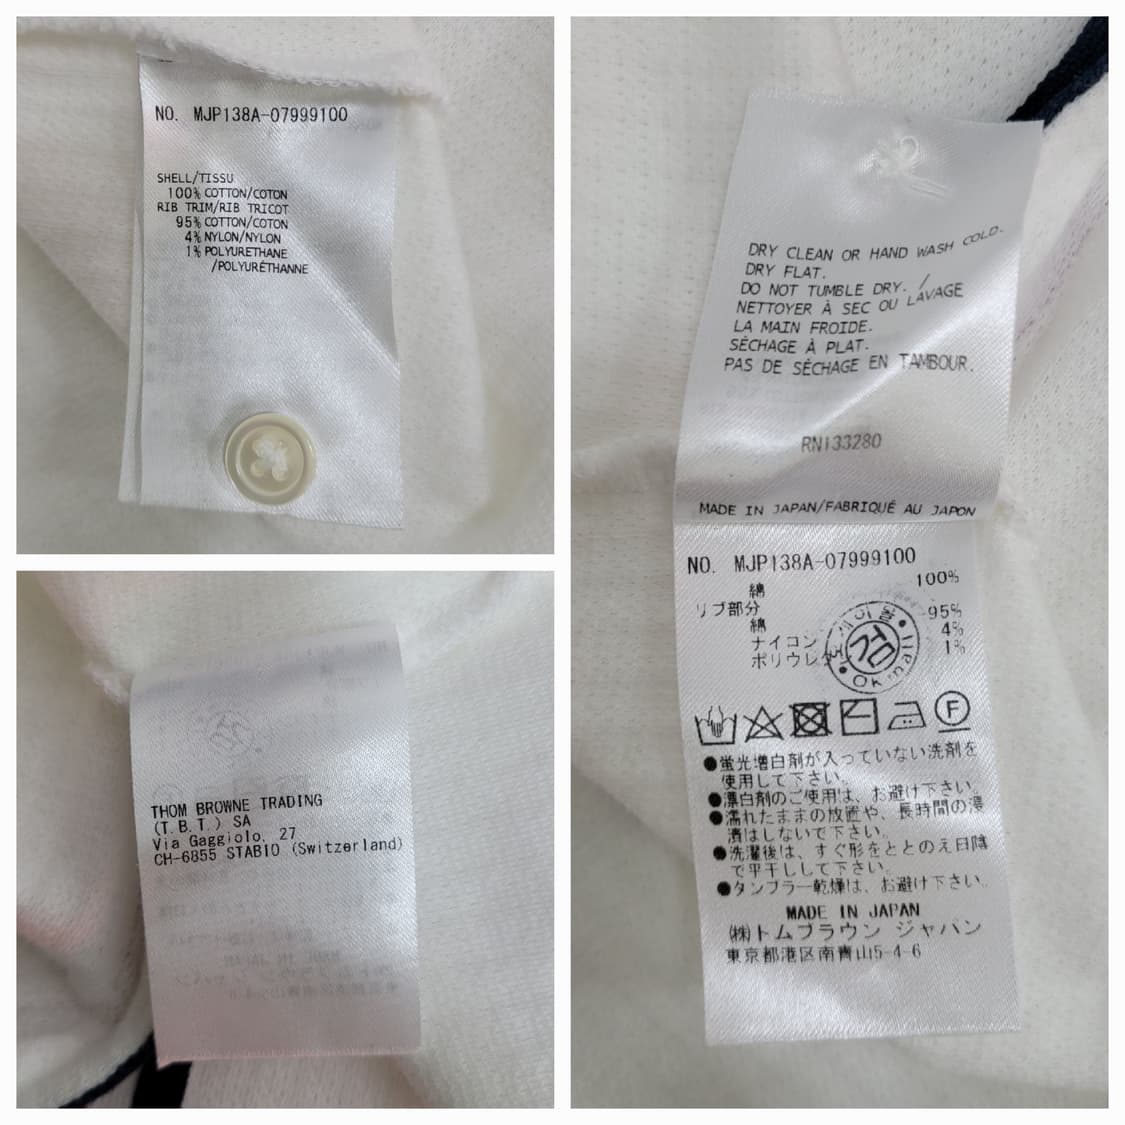 NO. MJP138A-07999100
SHELL/TISSU
100% COTTON/COTON
RIB TRIM/RIB TRICOT
95% COTTON/COTON
4% NYLON/NYLON
1% POLYURETHANE
/POLYURÉTHANNE
THOM BROWNE TRADING
(T.B.T.) SA
Via Gaggiolo, 27
CH-6855 STABIO (Switzerland)
DRY CLEAN OR HAND WASH COLD.
DRY FLAT.
DO NOT TUMBLE DRY. /
NETTOYER À SEC OU LAVAGE
LA MAIN FROIDE.
SÉCHAGE À PLAT.
PAS DE SÉCHAGE EN TAMBOUR.
RN133280
MADE IN JAPAN/FABRIQUÉ AU JAPON
NO. MJP138A-07999100
綿 100%
リブ部分
綿 95%
ナイロン 4%
ポリウレタ 1%
검
OK mall
F
●蛍光増白剤が入っていない洗剤を
使用して下さい。
●漂白剤のご使用は、お避け下さい。
●濡れたままの放置や、長時間の浸
漬はしないで下さい。
●洗濯後は、すぐ形をととのえ日陰
で平干しして下さい。
●タンブラー乾燥は、お避け下さい。
MADE IN JAPAN
(株)トムブラウン ジャパン
東京都港区南青山5-4-6